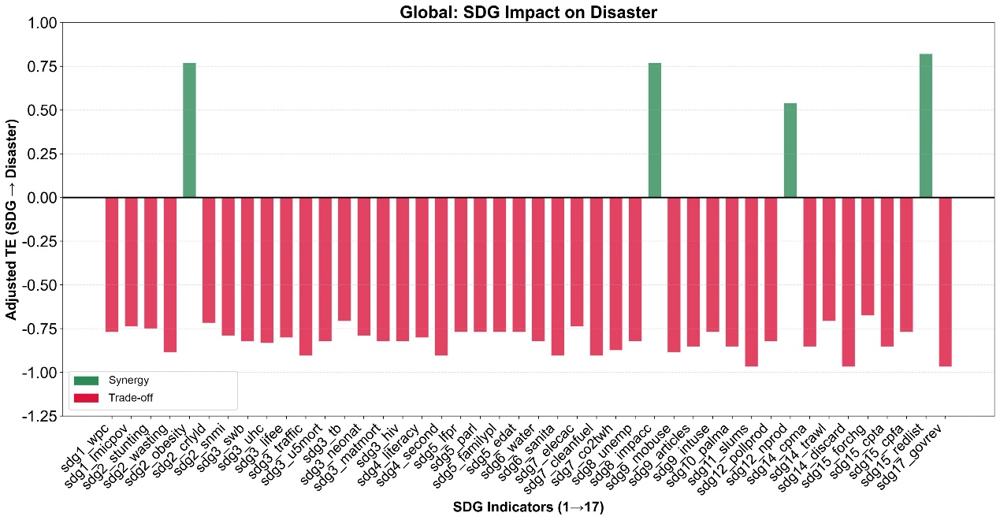 Global: SDG Impact on Disaster
Adjusted TE (SDG → Disaster)
1.00
0.75
0.50
0.25
0.00
-0.25
-0.50
-0.75
-1.00
-1.25
Synergy
Trade-off
sdg1_wpc
sdg1_lmicpov
sdg2_stunting
sdg2_wasting
sdg2_obesity
sdg2_crlyld
sdg2_snmi
sdg3_swb
sdg3_uhc
sdg3_lifee
sdg3_traffic
sdg3_u5mort
sdg3_tb
sdg3_neonat
sdg3_matmort
sdg3_hiv
sdg4_literacy
sdg4_second
sdg5_lfpr
sdg5_parl
sdg5_familypl
sdg5_edat
sdg6_water
sdg6_sanita
sdg7_elecac
sdg7_cleanfuel
sdg7_co2twh
sdg8_unemp
sdg8_impacc
sdg9_mobuse
sdg9_articles
sdg9_intuse
sdg10_palma
sdg11_slums
sdg12_pollprod
sdg12_nprod
sdg14_cpma
sdg14_trawl
sdg14_discard
sdg15_forchg
sdg15_cpta
sdg15_cpfa
sdg15_redlist
sdg17_govrev
SDG Indicators (1→17)